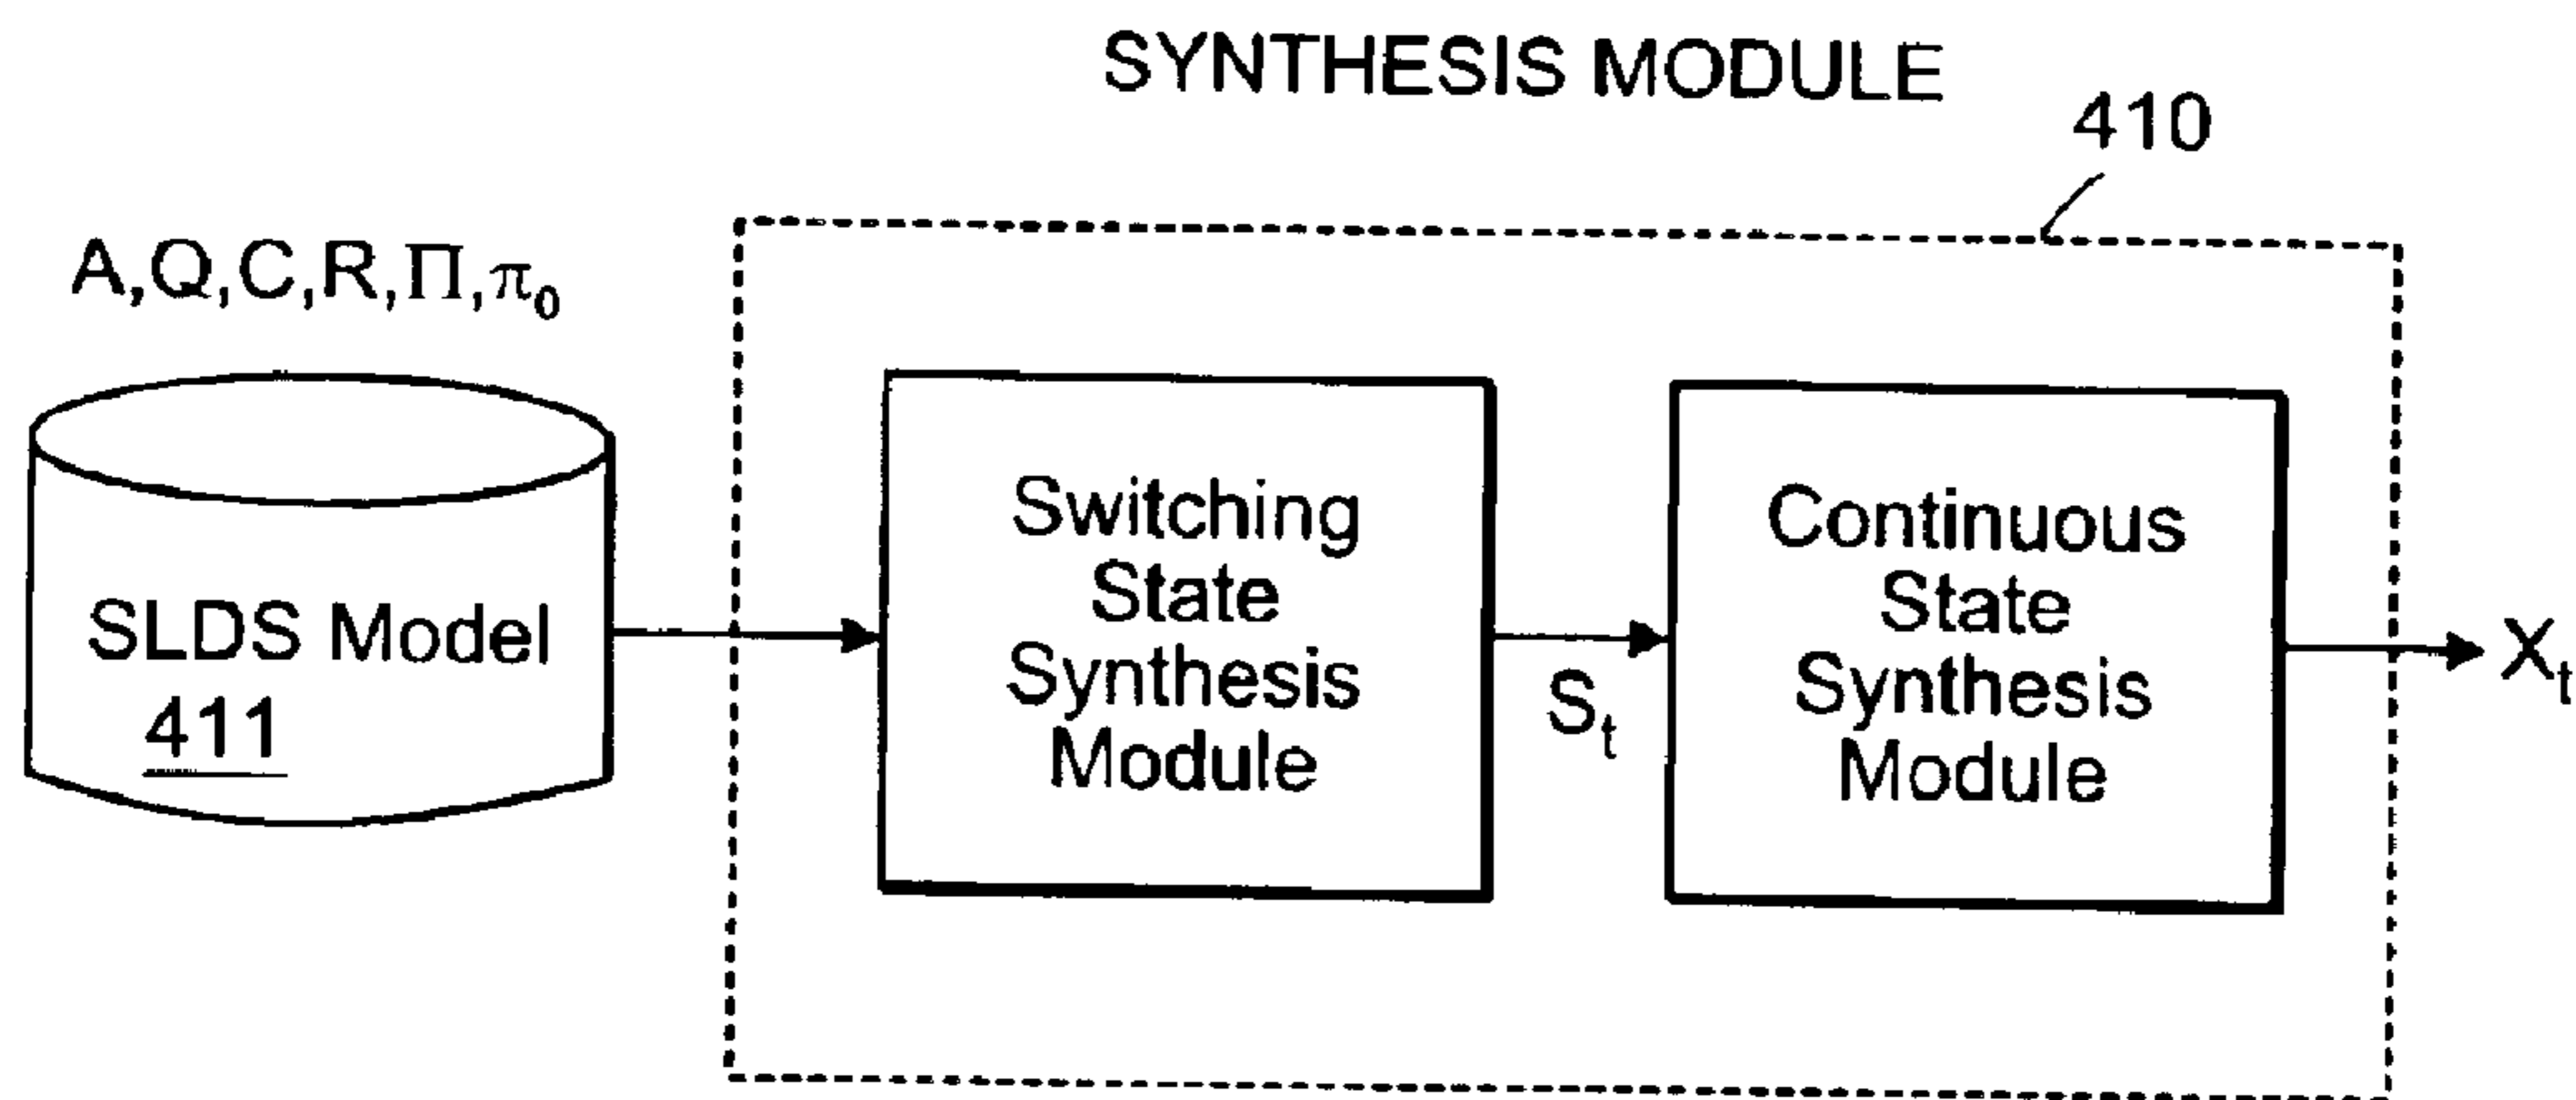 SYNTHESIS MODULE
410
A,Q,C,R,Π,π₀
SLDS Model
411
Switching
State
Synthesis
Module
Sₜ
Continuous
State
Synthesis
Module
Xₜ